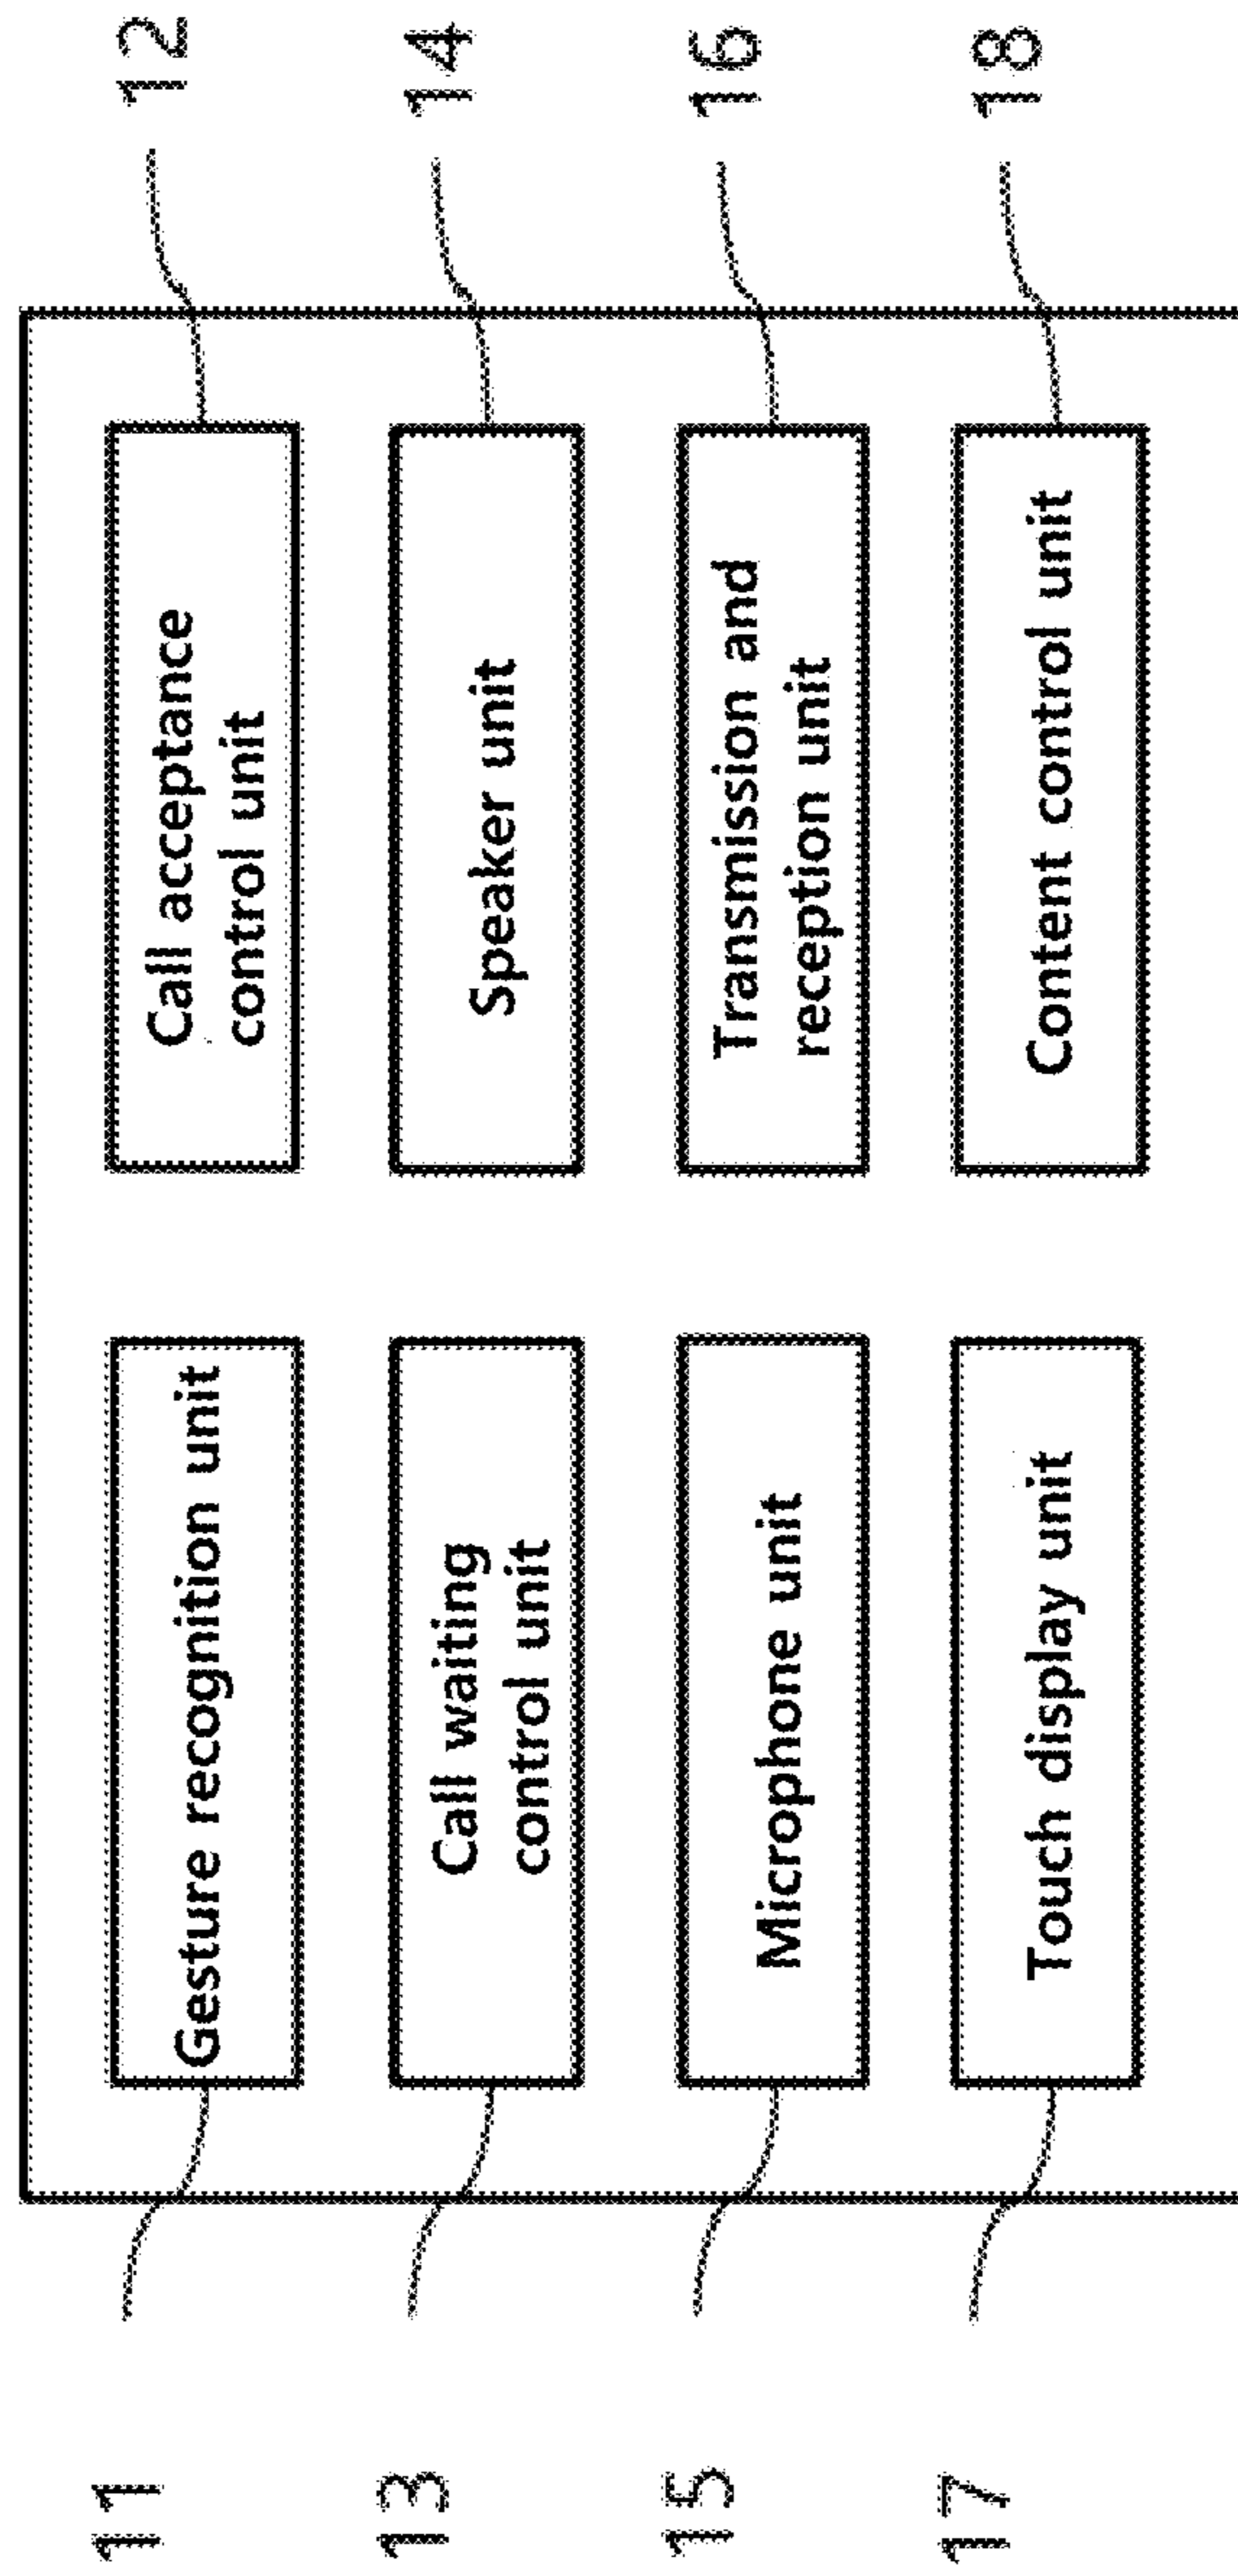 11
Gesture recognition unit
Call acceptance
control unit
12
13
Call waiting
control unit
Speaker unit
14
15
Microphone unit
Transmission and
reception unit
16
17
Touch display unit
Content control unit
18